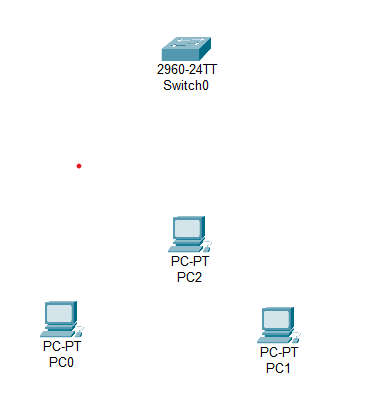 2960-24TT
Switch0
PC-PT
PC2
PC-PT
PC0
PC-PT
PC1